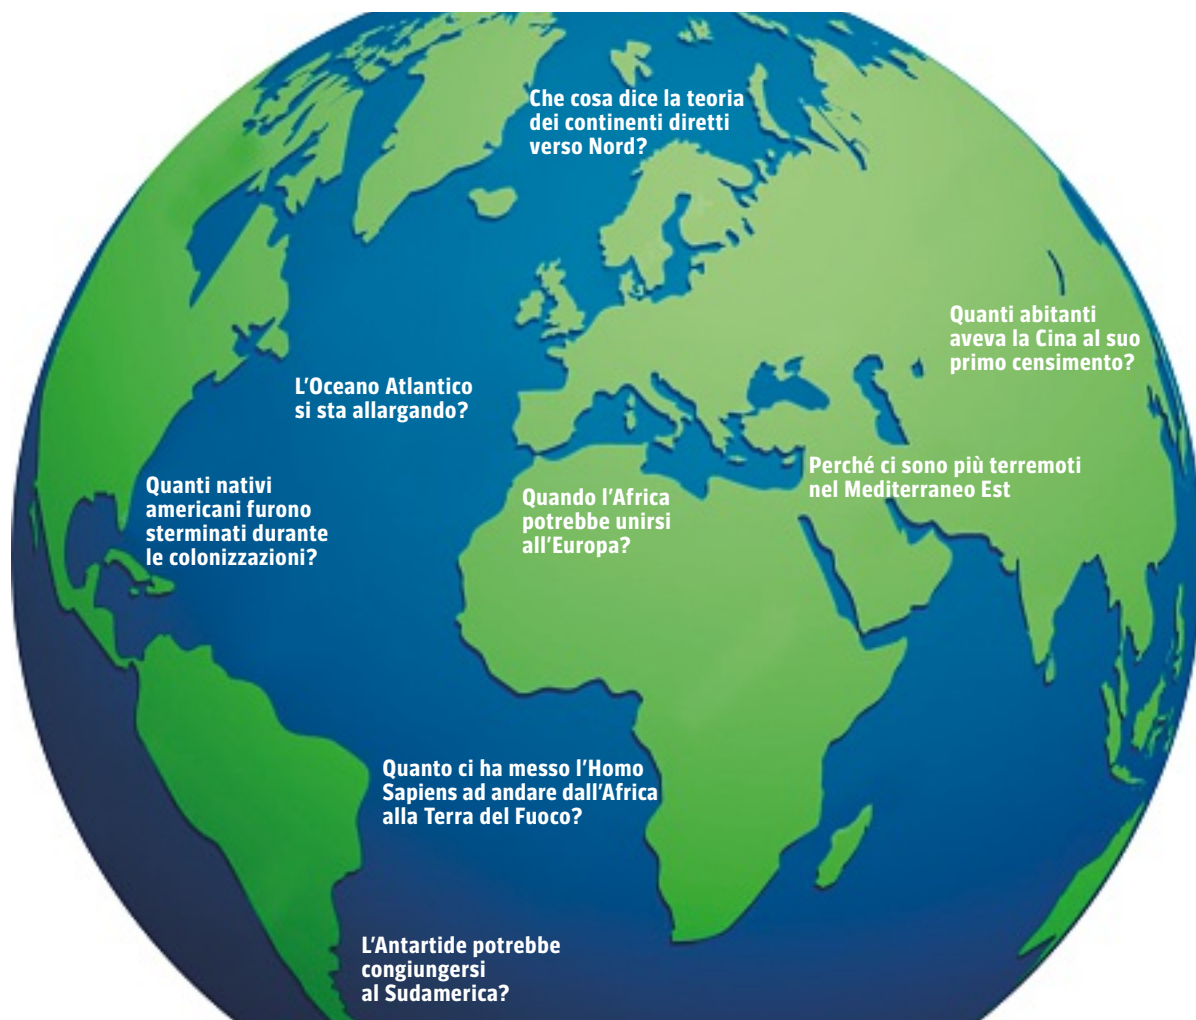 Che cosa dice la teoria
dei continenti diretti
verso Nord?
Quanti abitanti
aveva la Cina al suo
primo censimento?
L'Oceano Atlantico
si sta allargando?
Perché ci sono più terremoti
nel Mediterraneo Est
Quanti nativi
americani furono
sterminati durante
le colonizzazioni?
Quando l'Africa
potrebbe unirsi
all'Europa?
Quanto ci ha messo l'Homo
Sapiens ad andare dall'Africa
alla Terra del Fuoco?
L'Antartide potrebbe
congiungersi
al Sudamerica?